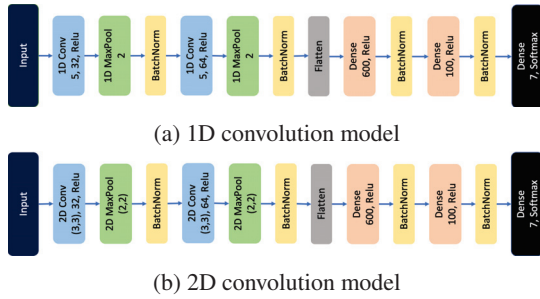 Input
1D Conv
5, 32, Relu
1D MaxPool
2
BatchNorm
1D Conv
5, 64, Relu
1D MaxPool
2
BatchNorm
Flatten
Dense
600, Relu
BatchNorm
Dense
100, Relu
BatchNorm
Dense
7, Softmax
(a) 1D convolution model
Input
2D Conv
(3,3), 32, Relu
2D MaxPool
(2,2)
BatchNorm
2D Conv
(3,3), 64, Relu
2D MaxPool
(2,2)
BatchNorm
Flatten
Dense
600, Relu
BatchNorm
Dense
100, Relu
BatchNorm
Dense
7, Softmax
(b) 2D convolution model